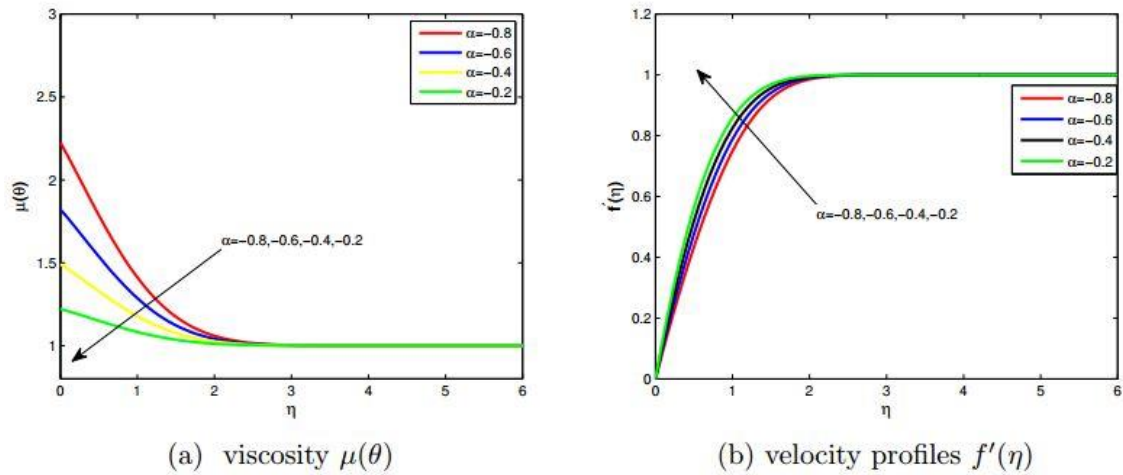 3
2.5
2
1.5
1
μ(θ)
0 1 2 3 4 5 6
η
α=−0.8
α=−0.6
α=−0.4
α=−0.2
α=−0.8,−0.6,−0.4,−0.2
(a) viscosity μ(θ)
1.2
1
0.8
0.6
0.4
0.2
0
f′(η)
0 1 2 3 4 5 6
η
α=−0.8
α=−0.6
α=−0.4
α=−0.2
α=−0.8,−0.6,−0.4,−0.2
(b) velocity profiles f′(η)